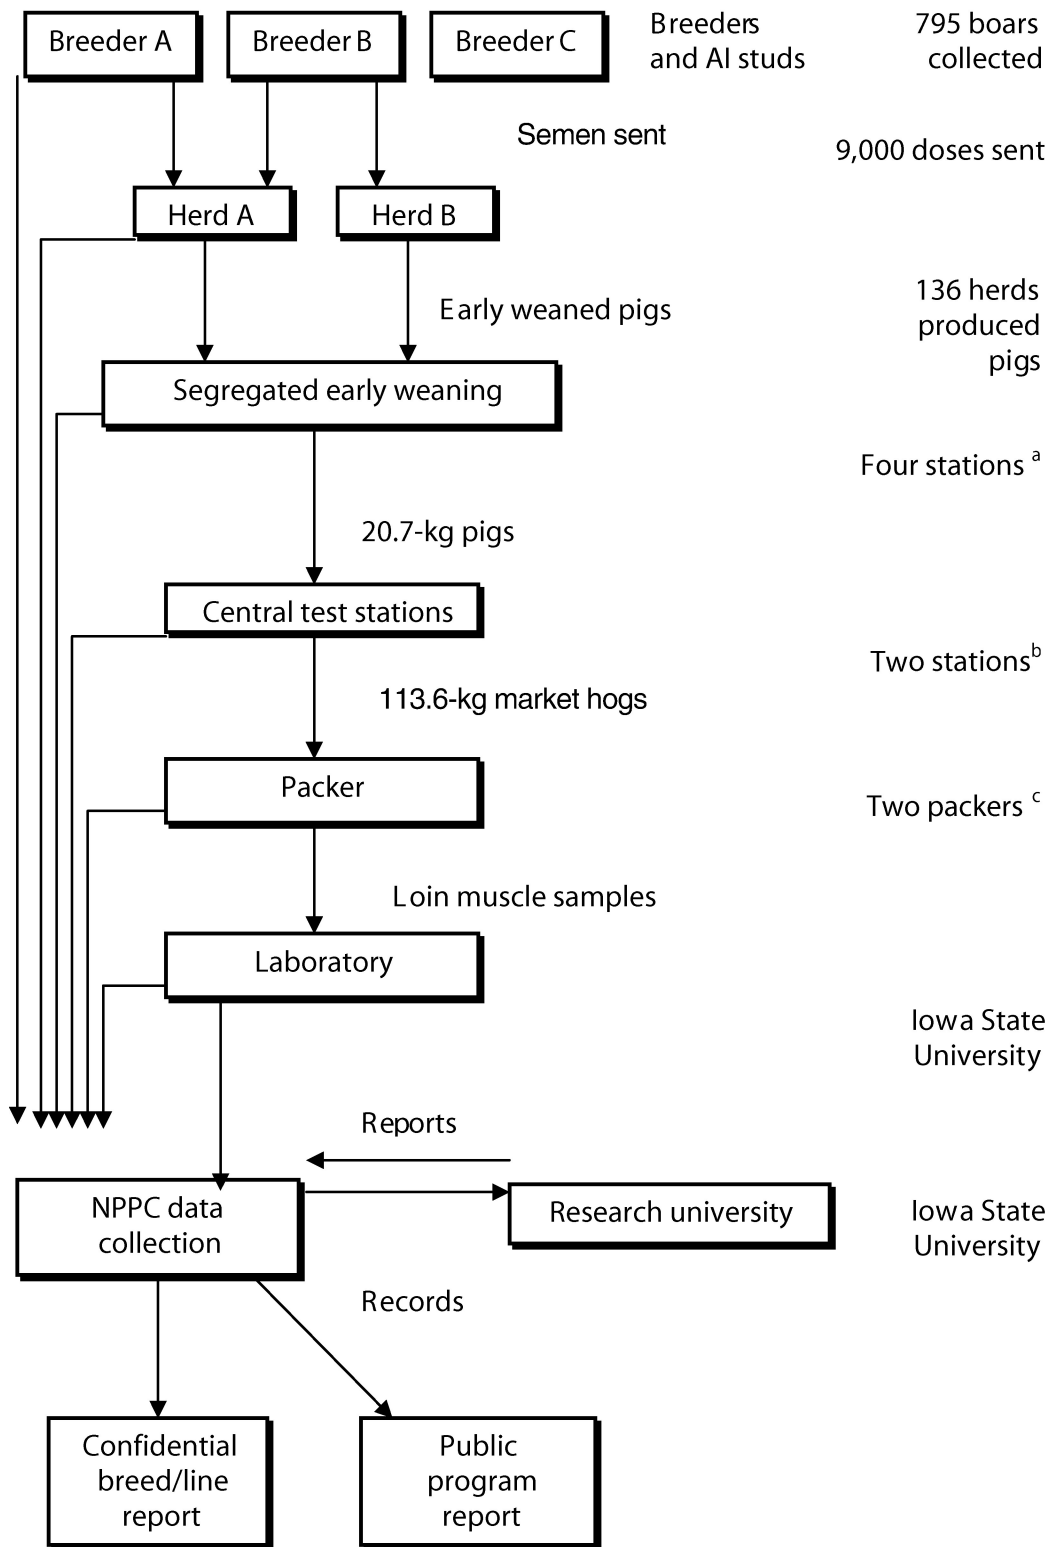 Breeder A
Breeder B
Breeder C
Breeders
and AI studs
795 boars
collected
Semen sent
9,000 doses sent
Herd A
Herd B
Early weaned pigs
136 herds
produced
pigs
Segregated early weaning
Four stations a
20.7-kg pigs
Central test stations
Two stationsb
113.6-kg market hogs
Packer
Two packers c
Loin muscle samples
Laboratory
Iowa State
University
Reports
NPPC data
collection
Research university
Iowa State
University
Records
Confidential
breed/line
report
Public
program
report